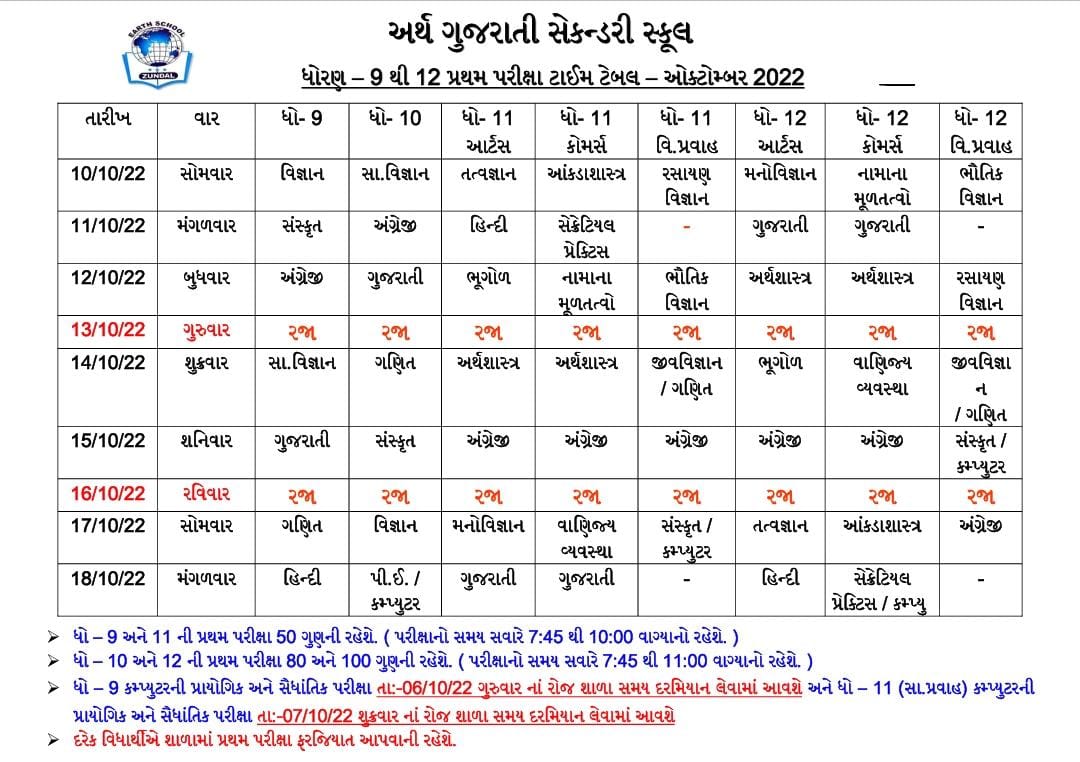 EARTH SCHOOL
ZUNDAL
અર્થ ગુજરાતી સેકન્ડરી સ્કૂલ
ધોરણ – 9 થી 12 પ્રથમ પરીક્ષા ટાઈમ ટેબલ – ઓક્ટોમ્બર 2022
તારીખ વાર ધો- 9 ધો- 10 ધો- 11 ધો- 11 ધો- 11 ધો- 12 ધો- 12 ધો- 12
આર્ટસ કોમર્સ વિ.પ્રવાહ આર્ટસ કોમર્સ વિ.પ્રવાહ
10/10/22 સોમવાર વિજ્ઞાન સા.વિજ્ઞાન તત્વજ્ઞાન આંકડાશાસ્ત્ર રસાયણ મનોવિજ્ઞાન નામાના ભૌતિક
વિજ્ઞાન મૂળતત્વો વિજ્ઞાન
11/10/22 મંગળવાર સંસ્કૃત અંગ્રેજી હિન્દી સેક્રેટિયલ - ગુજરાતી ગુજરાતી -
પ્રેક્ટિસ
12/10/22 બુધવાર અંગ્રેજી ગુજરાતી ભૂગોળ નામાના ભૌતિક અર્થશાસ્ત્ર અર્થશાસ્ત્ર રસાયણ
મૂળતત્વો વિજ્ઞાન વિજ્ઞાન
13/10/22 ગુરુવાર રજા રજા રજા રજા રજા રજા રજા રજા
14/10/22 શુક્રવાર સા.વિજ્ઞાન ગણિત અર્થશાસ્ત્ર અર્થશાસ્ત્ર જીવવિજ્ઞાન ભૂગોળ વાણિજ્ય જીવવિજ્ઞા
/ ગણિત વ્યવસ્થા ન
/ ગણિત
15/10/22 શનિવાર ગુજરાતી સંસ્કૃત અંગ્રેજી અંગ્રેજી અંગ્રેજી અંગ્રેજી અંગ્રેજી સંસ્કૃત /
કમ્પ્યુટર
16/10/22 રવિવાર રજા રજા રજા રજા રજા રજા રજા રજા
17/10/22 સોમવાર ગણિત વિજ્ઞાન મનોવિજ્ઞાન વાણિજ્ય સંસ્કૃત / તત્વજ્ઞાન આંકડાશાસ્ત્ર અંગ્રેજી
વ્યવસ્થા કમ્પ્યુટર
18/10/22 મંગળવાર હિન્દી પી.ઈ. / ગુજરાતી ગુજરાતી - હિન્દી સેક્રેટિયલ -
કમ્પ્યુટર પ્રેક્ટિસ / કમ્પ્યુ
➤ ધો – 9 અને 11 ની પ્રથમ પરીક્ષા 50 ગુણની રહેશે. ( પરીક્ષાનો સમય સવારે 7:45 થી 10:00 વાગ્યાનો રહેશે. )
➤ ધો – 10 અને 12 ની પ્રથમ પરીક્ષા 80 અને 100 ગુણની રહેશે. ( પરીક્ષાનો સમય સવારે 7:45 થી 11:00 વાગ્યાનો રહેશે. )
➤ ધો – 9 કમ્પ્યુટરની પ્રાયોગિક અને સૈધાંતિક પરીક્ષા તા:-06/10/22 ગુરુવાર નાં રોજ શાળા સમય દરમિયાન લેવામાં આવશે અને ધો – 11 (સા.પ્રવાહ) કમ્પ્યુટરની
પ્રાયોગિક અને સૈધાંતિક પરીક્ષા તા:-07/10/22 શુક્રવાર નાં રોજ શાળા સમય દરમિયાન લેવામાં આવશે
➤ દરેક વિધાર્થીએ શાળામાં પ્રથમ પરીક્ષા ફરજિયાત આપવાની રહેશે.